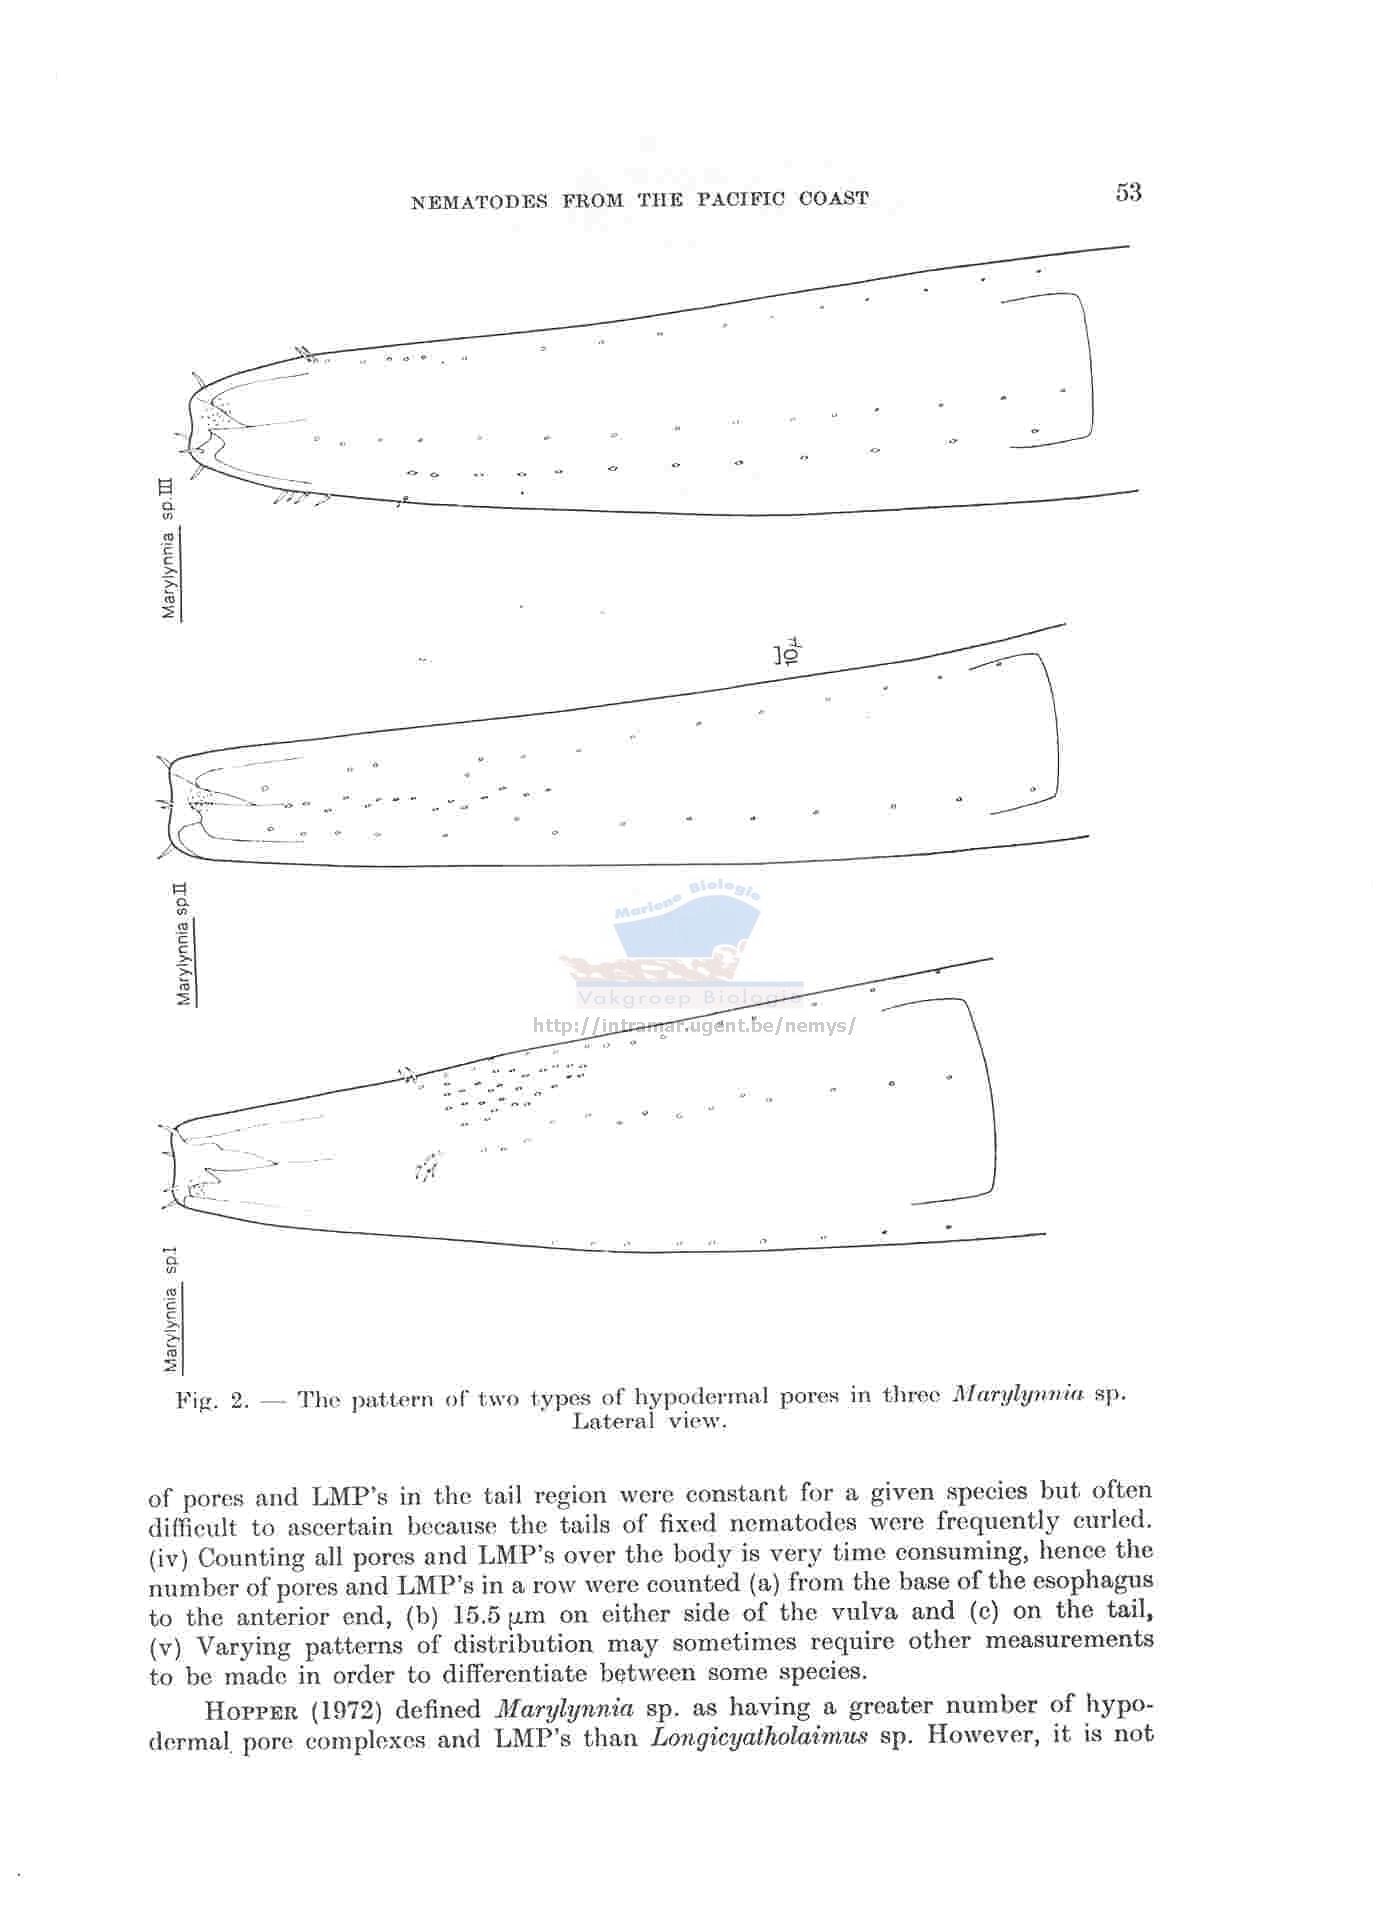 NEMATODES FROM THE PACIFIC COAST 53
Marylynnia sp.III
]10µ
Marylynnia sp.II
Mariene Biologie
Vakgroep Biologie
http://intramar.ugent.be/nemys/
Marylynnia sp.I
Fig. 2. — The pattern of two types of hypodermal pores in three Marylynnia sp.
Lateral view.
of pores and LMP's in the tail region were constant for a given species but often
difficult to ascertain because the tails of fixed nematodes were frequently curled.
(iv) Counting all pores and LMP's over the body is very time consuming, hence the
number of pores and LMP's in a row were counted (a) from the base of the esophagus
to the anterior end, (b) 15.5 µm on either side of the vulva and (c) on the tail,
(v) Varying patterns of distribution may sometimes require other measurements
to be made in order to differentiate between some species.
HOPPER (1972) defined Marylynnia sp. as having a greater number of hypo-
dermal pore complexes and LMP's than Longicyatholaimus sp. However, it is not